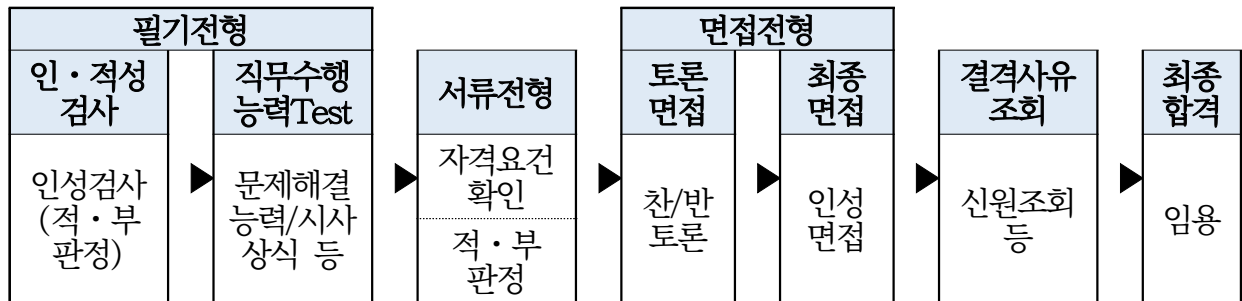 필기전형
면접전형
인・적성
검사
직무수행
능력Test
서류전형
토론
면접
최종
면접
결격사유
조회
최종
합격
인성검사
(적・부
판정)
▶
문제해결
능력/시사
상식 등
▶
자격요건
확인
적・부
판정
▶
찬/반
토론
인성
면접
▶
신원조회
등
▶
임용